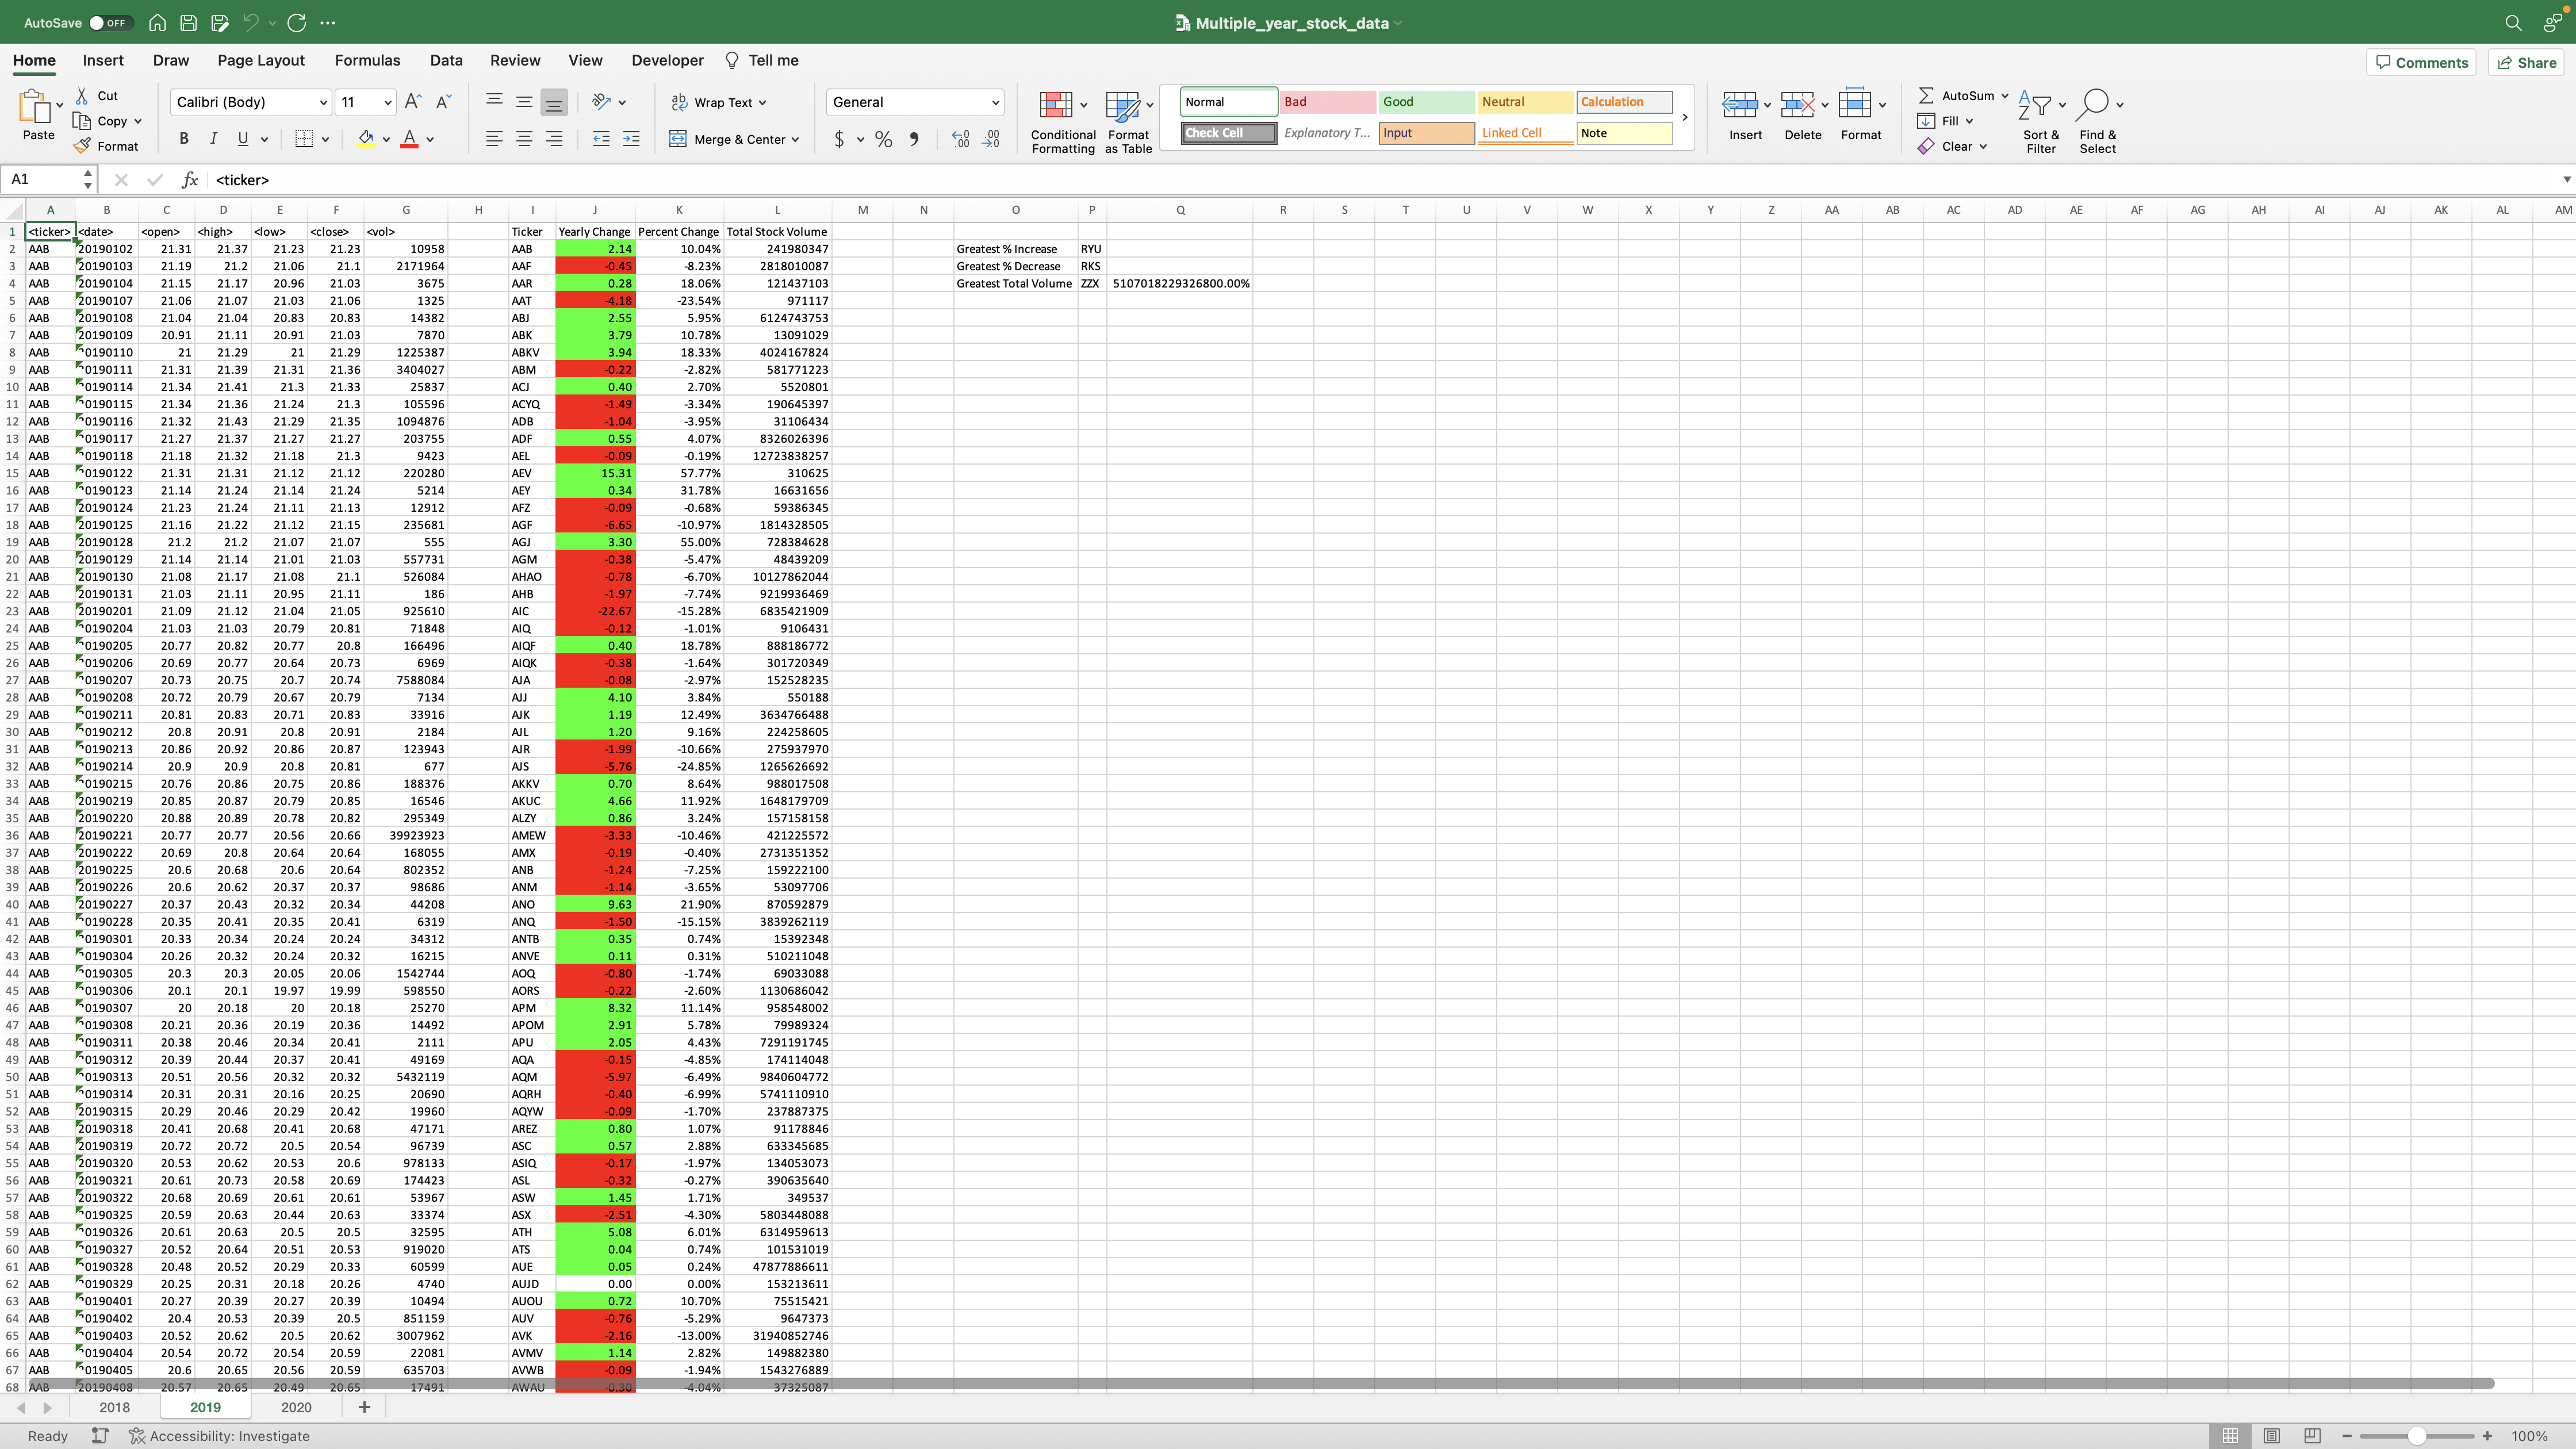 AutoSave OFF Multiple_year_stock_data
Home Insert Draw Page Layout Formulas Data Review View Developer Tell me Comments Share
Paste Cut Copy Format
Calibri (Body) 11
B I U A
Wrap Text Merge & Center
General
$ %
Conditional Formatting Format as Table
Normal Bad Good Neutral Calculation
Check Cell Explanatory T... Input Linked Cell Note
Insert Delete Format
AutoSum Fill Clear
Sort & Filter Find & Select
A1 fx <ticker>
A B C D E F G H I J K L M N O P Q R S T U V W X Y Z AA AB AC AD AE AF AG AH AI AJ AK AL AM
1 <ticker> <date> <open> <high> <low> <close> <vol> Ticker Yearly Change Percent Change Total Stock Volume
2 AAB 20190102 21.31 21.37 21.23 21.23 10958 AAB 2.14 10.04% 241980347 Greatest % Increase RYU
3 AAB 20190103 21.19 21.2 21.06 21.1 2171964 AAF -0.45 -8.23% 2818010087 Greatest % Decrease RKS
4 AAB 20190104 21.15 21.17 20.96 21.03 3675 AAR 0.28 18.06% 121437103 Greatest Total Volume ZZX 5107018229326800.00%
5 AAB 20190107 21.06 21.07 21.03 21.06 1325 AAT -4.18 -23.54% 971117
6 AAB 20190108 21.04 21.04 20.83 20.83 14382 ABJ 2.55 5.95% 6124743753
7 AAB 20190109 20.91 21.11 20.91 21.03 7870 ABK 3.79 10.78% 13091029
8 AAB 20190110 21 21.29 21 21.29 1225387 ABKV 3.94 18.33% 4024167824
9 AAB 20190111 21.31 21.39 21.31 21.36 3404027 ABM -0.22 -2.82% 581771223
10 AAB 20190114 21.34 21.41 21.3 21.33 25837 ACJ 0.40 2.70% 5520801
11 AAB 20190115 21.34 21.36 21.24 21.3 105596 ACYQ -1.49 -3.34% 190645397
12 AAB 20190116 21.32 21.43 21.29 21.35 1094876 ADB -1.04 -3.95% 31106434
13 AAB 20190117 21.27 21.37 21.27 21.27 203755 ADF 0.55 4.07% 8326026396
14 AAB 20190118 21.18 21.32 21.18 21.3 9423 AEL -0.09 -0.19% 12723838257
15 AAB 20190122 21.31 21.31 21.12 21.12 220280 AEV 15.31 57.77% 310625
16 AAB 20190123 21.14 21.24 21.14 21.24 5214 AEY 0.34 31.78% 16631656
17 AAB 20190124 21.23 21.24 21.11 21.13 12912 AFZ -0.09 -0.68% 59386345
18 AAB 20190125 21.16 21.22 21.12 21.15 235681 AGF -6.65 -10.97% 1814328505
19 AAB 20190128 21.2 21.2 21.07 21.07 555 AGJ 3.30 55.00% 728384628
20 AAB 20190129 21.14 21.14 21.01 21.03 557731 AGM -0.38 -5.47% 48439209
21 AAB 20190130 21.08 21.17 21.08 21.1 526084 AHAO -0.78 -6.70% 10127862044
22 AAB 20190131 21.03 21.11 20.95 21.11 186 AHB -1.97 -7.74% 9219936469
23 AAB 20190201 21.09 21.12 21.04 21.05 925610 AIC -22.67 -15.28% 6835421909
24 AAB 20190204 21.03 21.03 20.79 20.81 71848 AIQ -0.12 -1.01% 9106431
25 AAB 20190205 20.77 20.82 20.77 20.8 166496 AIQF 0.40 18.78% 888186772
26 AAB 20190206 20.69 20.77 20.64 20.73 6969 AIQK -0.38 -1.64% 301720349
27 AAB 20190207 20.73 20.75 20.7 20.74 7588084 AJA -0.08 -2.97% 152528235
28 AAB 20190208 20.72 20.79 20.67 20.79 7134 AJJ 4.10 3.84% 550188
29 AAB 20190211 20.81 20.83 20.71 20.83 33916 AJK 1.19 12.49% 3634766488
30 AAB 20190212 20.8 20.91 20.8 20.91 2184 AJL 1.20 9.16% 224258605
31 AAB 20190213 20.86 20.92 20.86 20.87 123943 AJR -1.99 -10.66% 275937970
32 AAB 20190214 20.9 20.9 20.8 20.81 677 AJS -5.76 -24.85% 1265626692
33 AAB 20190215 20.76 20.86 20.75 20.86 188376 AKKV 0.70 8.64% 988017508
34 AAB 20190219 20.85 20.87 20.79 20.85 16546 AKUC 4.66 11.92% 1648179709
35 AAB 20190220 20.88 20.89 20.78 20.82 295349 ALZY 0.86 3.24% 157158158
36 AAB 20190221 20.77 20.77 20.56 20.66 39923923 AMEW -3.33 -10.46% 421225572
37 AAB 20190222 20.69 20.8 20.64 20.64 168055 AMX -0.19 -0.40% 2731351352
38 AAB 20190225 20.6 20.68 20.6 20.64 802352 ANB -1.24 -7.25% 159222100
39 AAB 20190226 20.6 20.62 20.37 20.37 98686 ANM -1.14 -3.65% 53097706
40 AAB 20190227 20.37 20.43 20.32 20.34 44208 ANO 9.63 21.90% 870592879
41 AAB 20190228 20.35 20.41 20.35 20.41 6319 ANQ -1.50 -15.15% 3839262119
42 AAB 20190301 20.33 20.34 20.24 20.24 34312 ANTB 0.35 0.74% 15392348
43 AAB 20190304 20.26 20.32 20.24 20.32 16215 ANVE 0.11 0.31% 510211048
44 AAB 20190305 20.3 20.3 20.05 20.06 1542744 AOQ -0.80 -1.74% 69033088
45 AAB 20190306 20.1 20.1 19.97 19.99 598550 AORS -0.22 -2.60% 1130686042
46 AAB 20190307 20 20.18 20 20.18 25270 APM 8.32 11.14% 958548002
47 AAB 20190308 20.21 20.36 20.19 20.36 14492 APOM 2.91 5.78% 79989324
48 AAB 20190311 20.38 20.46 20.34 20.41 2111 APU 2.05 4.43% 7291191745
49 AAB 20190312 20.39 20.44 20.37 20.41 49169 AQA -0.15 -4.85% 174114048
50 AAB 20190313 20.51 20.56 20.32 20.32 5432119 AQM -5.97 -6.49% 9840604772
51 AAB 20190314 20.31 20.31 20.16 20.25 20690 AQRH -0.40 -6.99% 5741110910
52 AAB 20190315 20.29 20.46 20.29 20.42 19960 AQYW -0.09 -1.70% 237887375
53 AAB 20190318 20.41 20.68 20.41 20.68 47171 AREZ 0.80 1.07% 91178846
54 AAB 20190319 20.72 20.72 20.5 20.54 96739 ASC 0.57 2.88% 633345685
55 AAB 20190320 20.53 20.62 20.53 20.6 978133 ASIQ -0.17 -1.97% 134053073
56 AAB 20190321 20.61 20.73 20.58 20.69 174423 ASL -0.32 -0.27% 390635640
57 AAB 20190322 20.68 20.69 20.61 20.61 53967 ASW 1.45 1.71% 349537
58 AAB 20190325 20.59 20.63 20.44 20.63 33374 ASX -2.51 -4.30% 5803448088
59 AAB 20190326 20.61 20.63 20.5 20.5 32595 ATH 5.08 6.01% 6314959613
60 AAB 20190327 20.52 20.64 20.51 20.53 919020 ATS 0.04 0.74% 101531019
61 AAB 20190328 20.48 20.52 20.29 20.33 60599 AUE 0.05 0.24% 47877886611
62 AAB 20190329 20.25 20.31 20.18 20.26 4740 AUJD 0.00 0.00% 153213611
63 AAB 20190401 20.27 20.39 20.27 20.39 10494 AUOU 0.72 10.70% 75515421
64 AAB 20190402 20.4 20.53 20.39 20.5 851159 AUV -0.76 -5.29% 9647373
65 AAB 20190403 20.52 20.62 20.5 20.62 3007962 AVK -2.16 -13.00% 31940852746
66 AAB 20190404 20.54 20.72 20.54 20.59 22081 AVMV 1.14 2.82% 149882380
67 AAB 20190405 20.6 20.65 20.56 20.59 635703 AVWB -0.09 -1.94% 1543276889
68 AAB 20190408 20.57 20.65 20.49 20.65 17491 AWAU -0.30 -4.04% 37325087
2018 2019 2020 +
Ready Accessibility: Investigate 100%